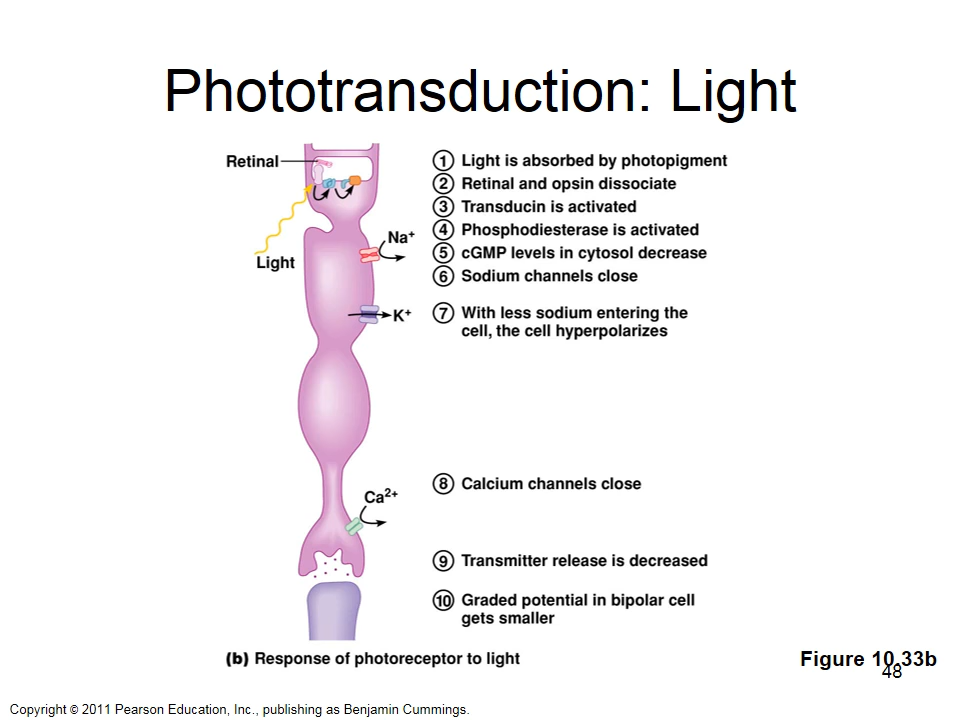 Phototransduction: Light
Retinal
Light
Na⁺
K⁺
Ca²⁺
① Light is absorbed by photopigment
② Retinal and opsin dissociate
③ Transducin is activated
④ Phosphodiesterase is activated
⑤ cGMP levels in cytosol decrease
⑥ Sodium channels close
⑦ With less sodium entering the
cell, the cell hyperpolarizes
⑧ Calcium channels close
⑨ Transmitter release is decreased
⑩ Graded potential in bipolar cell
gets smaller
(b) Response of photoreceptor to light
Figure 10.33b
48
Copyright © 2011 Pearson Education, Inc., publishing as Benjamin Cummings.